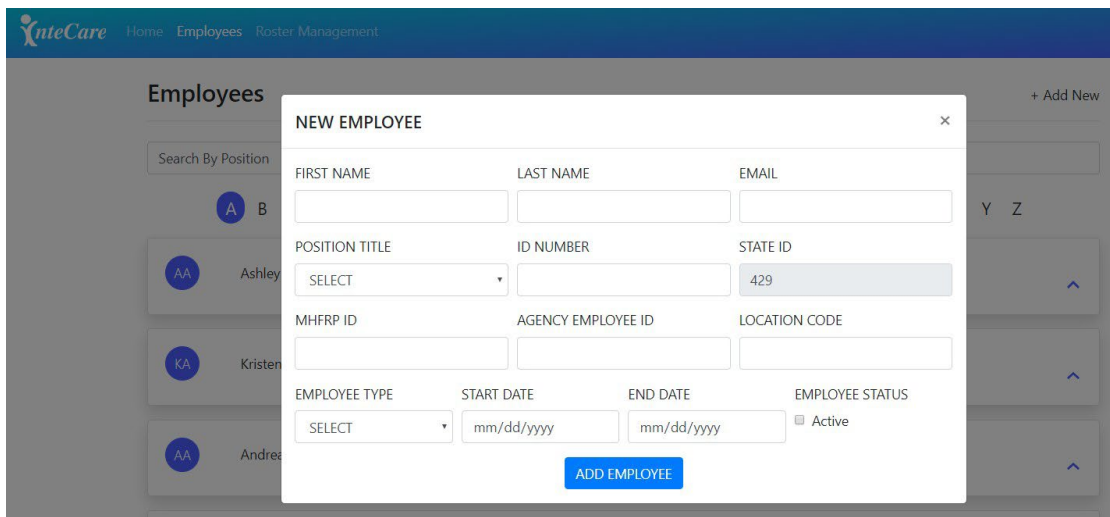 InteCare Home Employees Roster Management
Employees
+ Add New
NEW EMPLOYEE ×
Search By Position
FIRST NAME LAST NAME EMAIL
A B Y Z
POSITION TITLE ID NUMBER STATE ID
AA Ashley
SELECT 429
MHFRP ID AGENCY EMPLOYEE ID LOCATION CODE
KA Kristen
EMPLOYEE TYPE START DATE END DATE EMPLOYEE STATUS
SELECT mm/dd/yyyy mm/dd/yyyy Active
AA Andrea
ADD EMPLOYEE